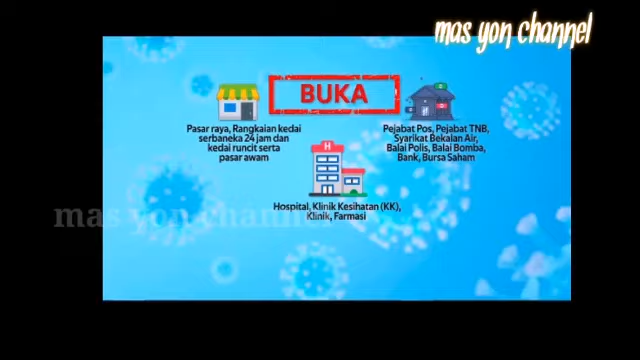 mas yon channel
BUKA
Pasar raya, Rangkaian kedai
serbaneka 24 jam dan
kedai runcit serta
pasar awam
Pejabat Pos, Pejabat TNB,
Syarikat Bekalan Air,
Balai Polis, Balai Bomba,
Bank, Bursa Saham
H
Hospital, Klinik Kesihatan (KK),
Klinik, Farmasi
mas yon channel